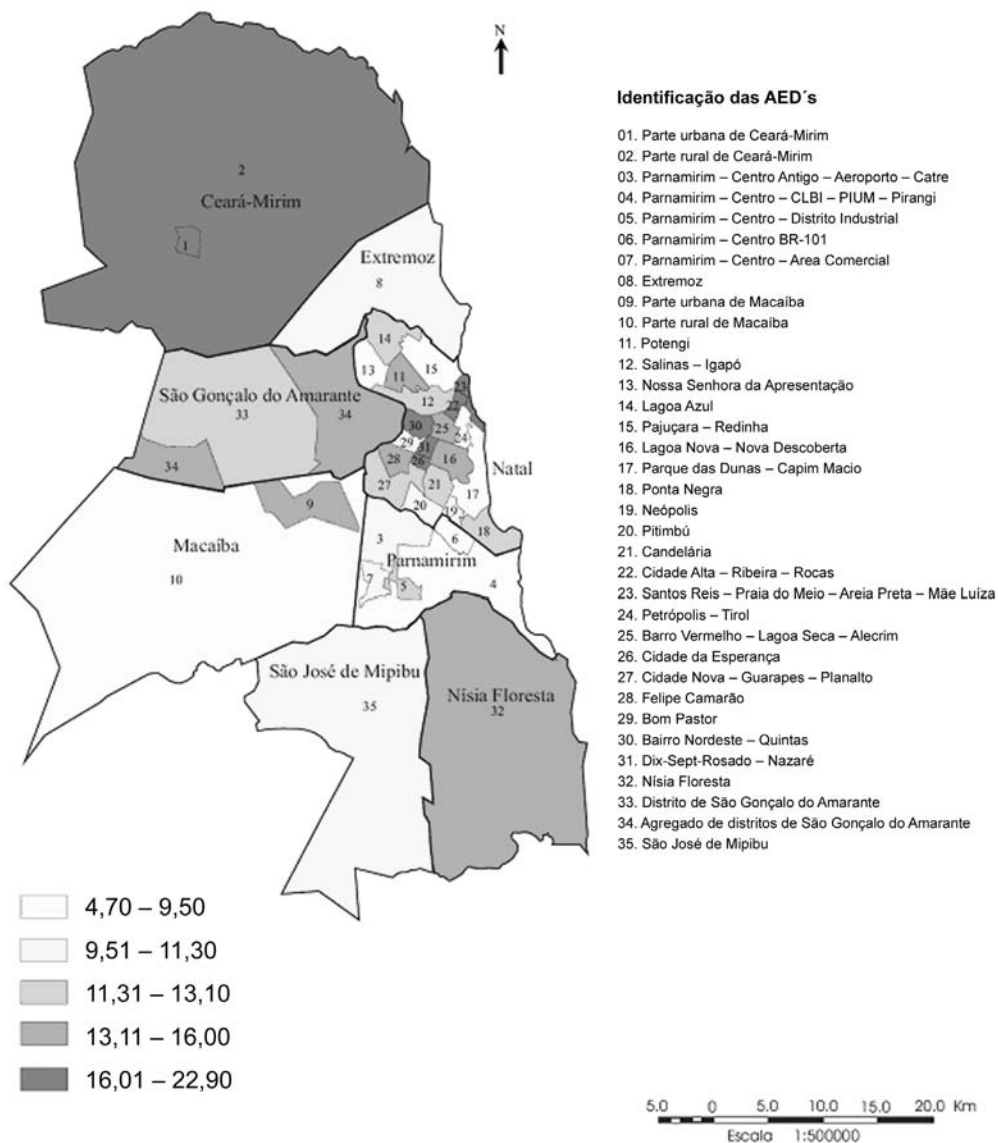 N
2
Ceará-Mirim
1
Extremoz
8
14
13
11
15
12
23
22
São Gonçalo do Amarante
33
34
34
30
25
24
29
31
26
28
16
Natal
27
21
17
20
19
18
9
Macaíba
10
3
6
Parnamirim
7
5
4
São José de Mipibu
35
Nísia Floresta
32
Identificação das AED´s
01. Parte urbana de Ceará-Mirim
02. Parte rural de Ceará-Mirim
03. Parnamirim – Centro Antigo – Aeroporto – Catre
04. Parnamirim – Centro – CLBI – PIUM – Pirangi
05. Parnamirim – Centro – Distrito Industrial
06. Parnamirim – Centro BR-101
07. Parnamirim – Centro – Area Comercial
08. Extremoz
09. Parte urbana de Macaíba
10. Parte rural de Macaíba
11. Potengi
12. Salinas – Igapó
13. Nossa Senhora da Apresentação
14. Lagoa Azul
15. Pajuçara – Redinha
16. Lagoa Nova – Nova Descoberta
17. Parque das Dunas – Capim Macio
18. Ponta Negra
19. Neópolis
20. Pitimbú
21. Candelária
22. Cidade Alta – Ribeira – Rocas
23. Santos Reis – Praia do Meio – Areia Preta – Mãe Luíza
24. Petrópolis – Tirol
25. Barro Vermelho – Lagoa Seca – Alecrim
26. Cidade da Esperança
27. Cidade Nova – Guarapes – Planalto
28. Felipe Camarão
29. Bom Pastor
30. Bairro Nordeste – Quintas
31. Dix-Sept-Rosado – Nazaré
32. Nísia Floresta
33. Distrito de São Gonçalo do Amarante
34. Agregado de distritos de São Gonçalo do Amarante
35. São José de Mipibu
4,70 – 9,50
9,51 – 11,30
11,31 – 13,10
13,11 – 16,00
16,01 – 22,90
5.0 0 5.0 10.0 15.0 20.0 Km
Escala 1:500000